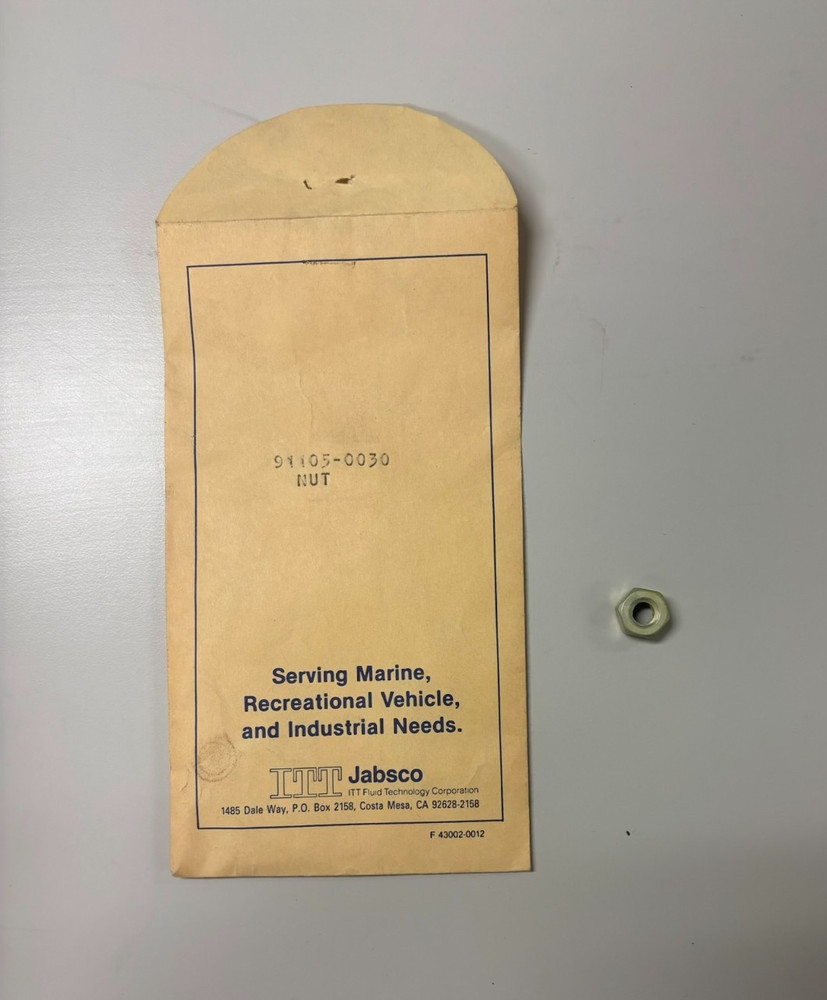 91105-0030
NUT
Serving Marine,
Recreational Vehicle,
and Industrial Needs.
ITT Jabsco
ITT Fluid Technology Corporation
1485 Dale Way, P.O. Box 2158, Costa Mesa, CA 92628-2158
F 43002-0012